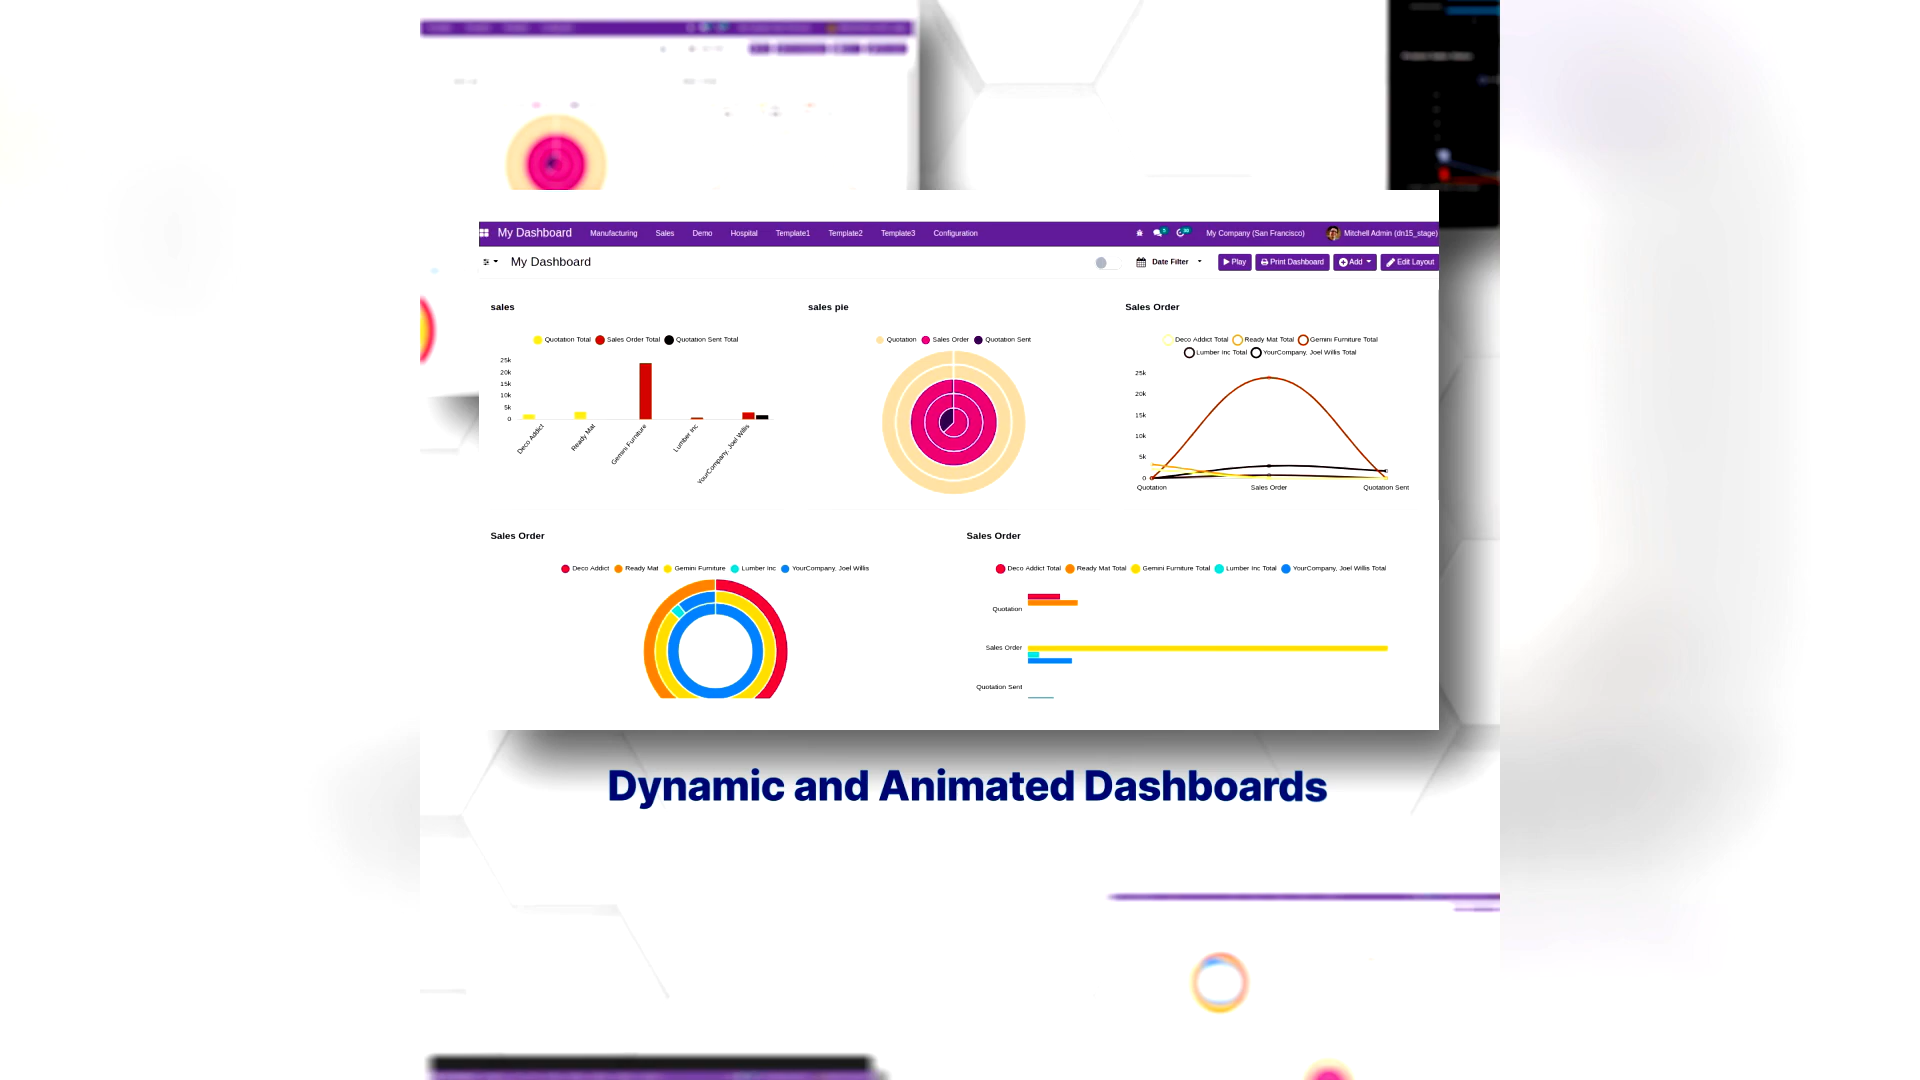 My Dashboard Manufacturing Sales Demo Hospital Template1 Template2 Template3 Configuration My Company (San Francisco) Mitchell Admin (dn15_stage)
My Dashboard Date Filter Play Print Dashboard Add Edit Layout
sales
Quotation Total Sales Order Total Quotation Sent Total
25k
20k
15k
10k
5k
0
Deco Addict Ready Mat Gemini Furniture Lumber Inc YourCompany, Joel Willis
sales pie
Quotation Sales Order Quotation Sent
Sales Order
Deco Addict Total Ready Mat Total Gemini Furniture Total
Lumber Inc Total YourCompany, Joel Willis Total
25k
20k
15k
10k
5k
0
Quotation Sales Order Quotation Sent
Sales Order
Deco Addict Ready Mat Gemini Furniture Lumber Inc YourCompany, Joel Willis
Sales Order
Deco Addict Total Ready Mat Total Gemini Furniture Total Lumber Inc Total YourCompany, Joel Willis Total
Quotation
Sales Order
Quotation Sent
Dynamic and Animated Dashboards